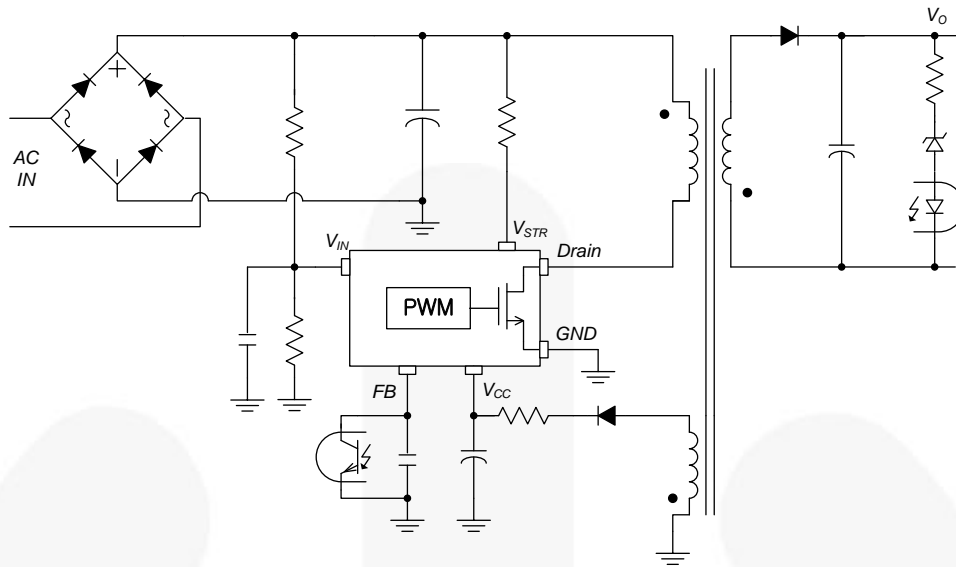 V_O
+
~
~
AC
IN
−
V_STR
V_IN
Drain
PWM
GND
FB
V_CC